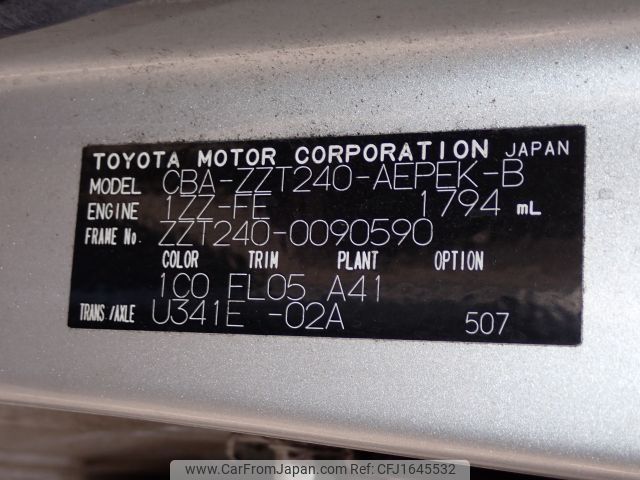 TOYOTA MOTOR CORPORATION JAPAN
MODEL CBA-ZZT240-AEPEK-B
ENGINE 1ZZ-FE 1794 mL
FRAME No. ZZT240-0090590
COLOR TRIM PLANT OPTION
1C0 FL05 A41
TRANS/AXLE U341E -02A 507
www.CarFromJapan.com | Ref No. CFJ1645532